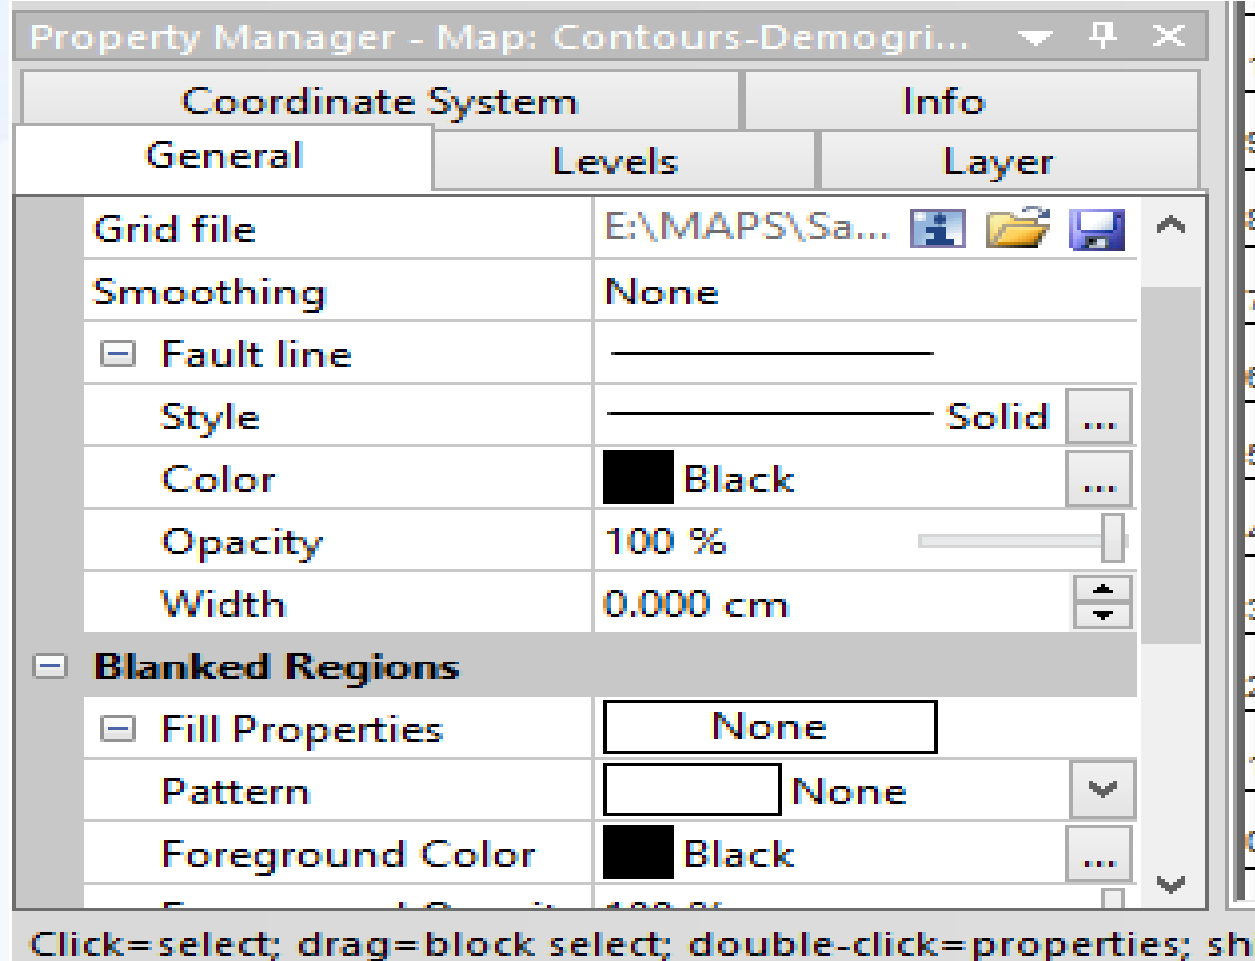 Property Manager - Map: Contours-Demogri...
Coordinate System Info
General Levels Layer
Grid file E:\MAPS\Sa...
Smoothing None
Fault line
Style Solid ...
Color Black ...
Opacity 100 %
Width 0.000 cm
Blanked Regions
Fill Properties None
Pattern None
Foreground Color Black ...
Click=select; drag=block select; double-click=properties; sh